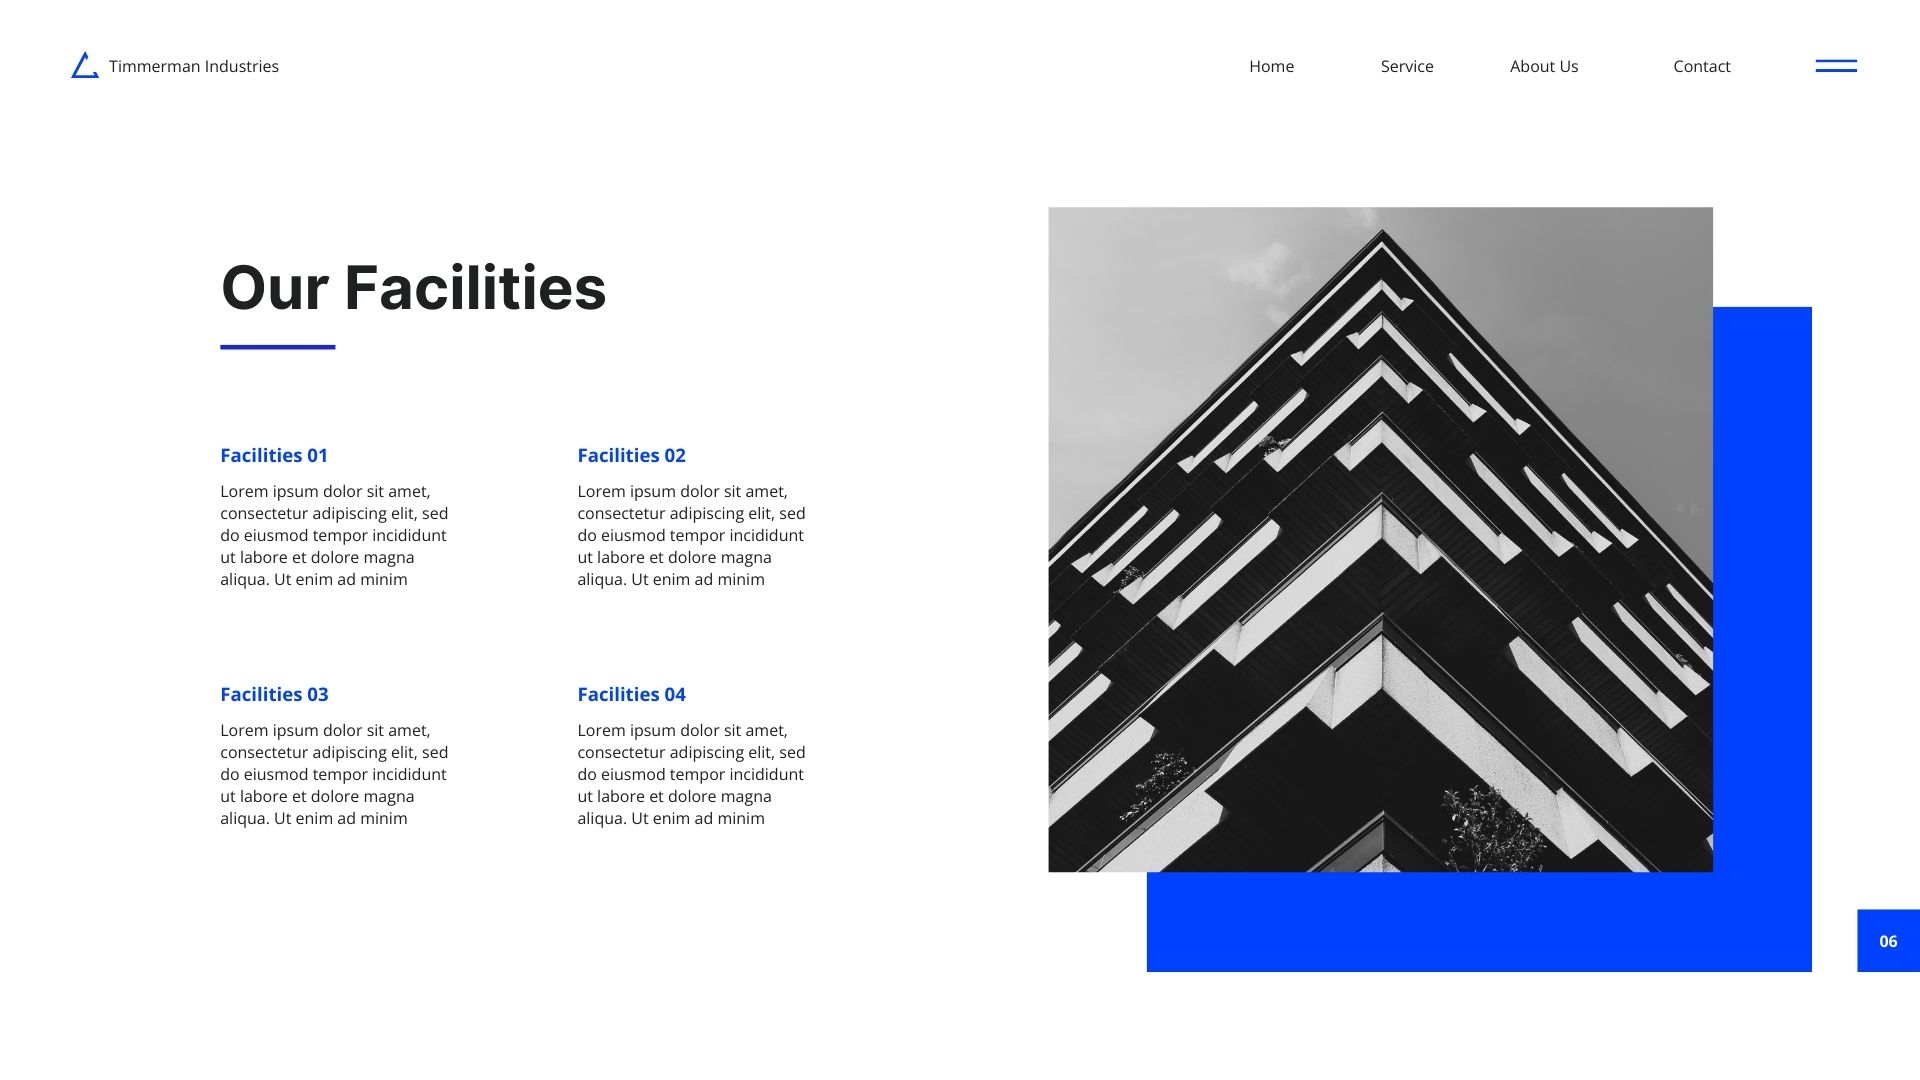 Timmerman Industries
Home
Service
About Us
Contact
Our Facilities
Facilities 01
Lorem ipsum dolor sit amet,
consectetur adipiscing elit, sed
do eiusmod tempor incididunt
ut labore et dolore magna
aliqua. Ut enim ad minim
Facilities 02
Lorem ipsum dolor sit amet,
consectetur adipiscing elit, sed
do eiusmod tempor incididunt
ut labore et dolore magna
aliqua. Ut enim ad minim
Facilities 03
Lorem ipsum dolor sit amet,
consectetur adipiscing elit, sed
do eiusmod tempor incididunt
ut labore et dolore magna
aliqua. Ut enim ad minim
Facilities 04
Lorem ipsum dolor sit amet,
consectetur adipiscing elit, sed
do eiusmod tempor incididunt
ut labore et dolore magna
aliqua. Ut enim ad minim
06